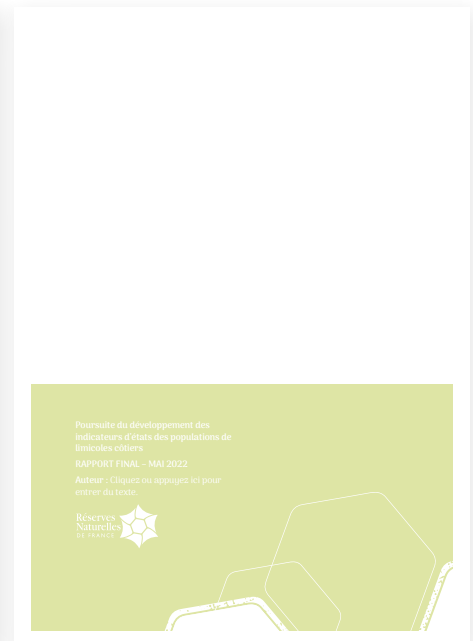 Poursuite du développement des
indicateurs d'états des populations de
limicoles côtiers
RAPPORT FINAL – MAI 2022
Auteur : Cliquez ou appuyez ici pour
entrer du texte.
Réserves
Naturelles
DE FRANCE